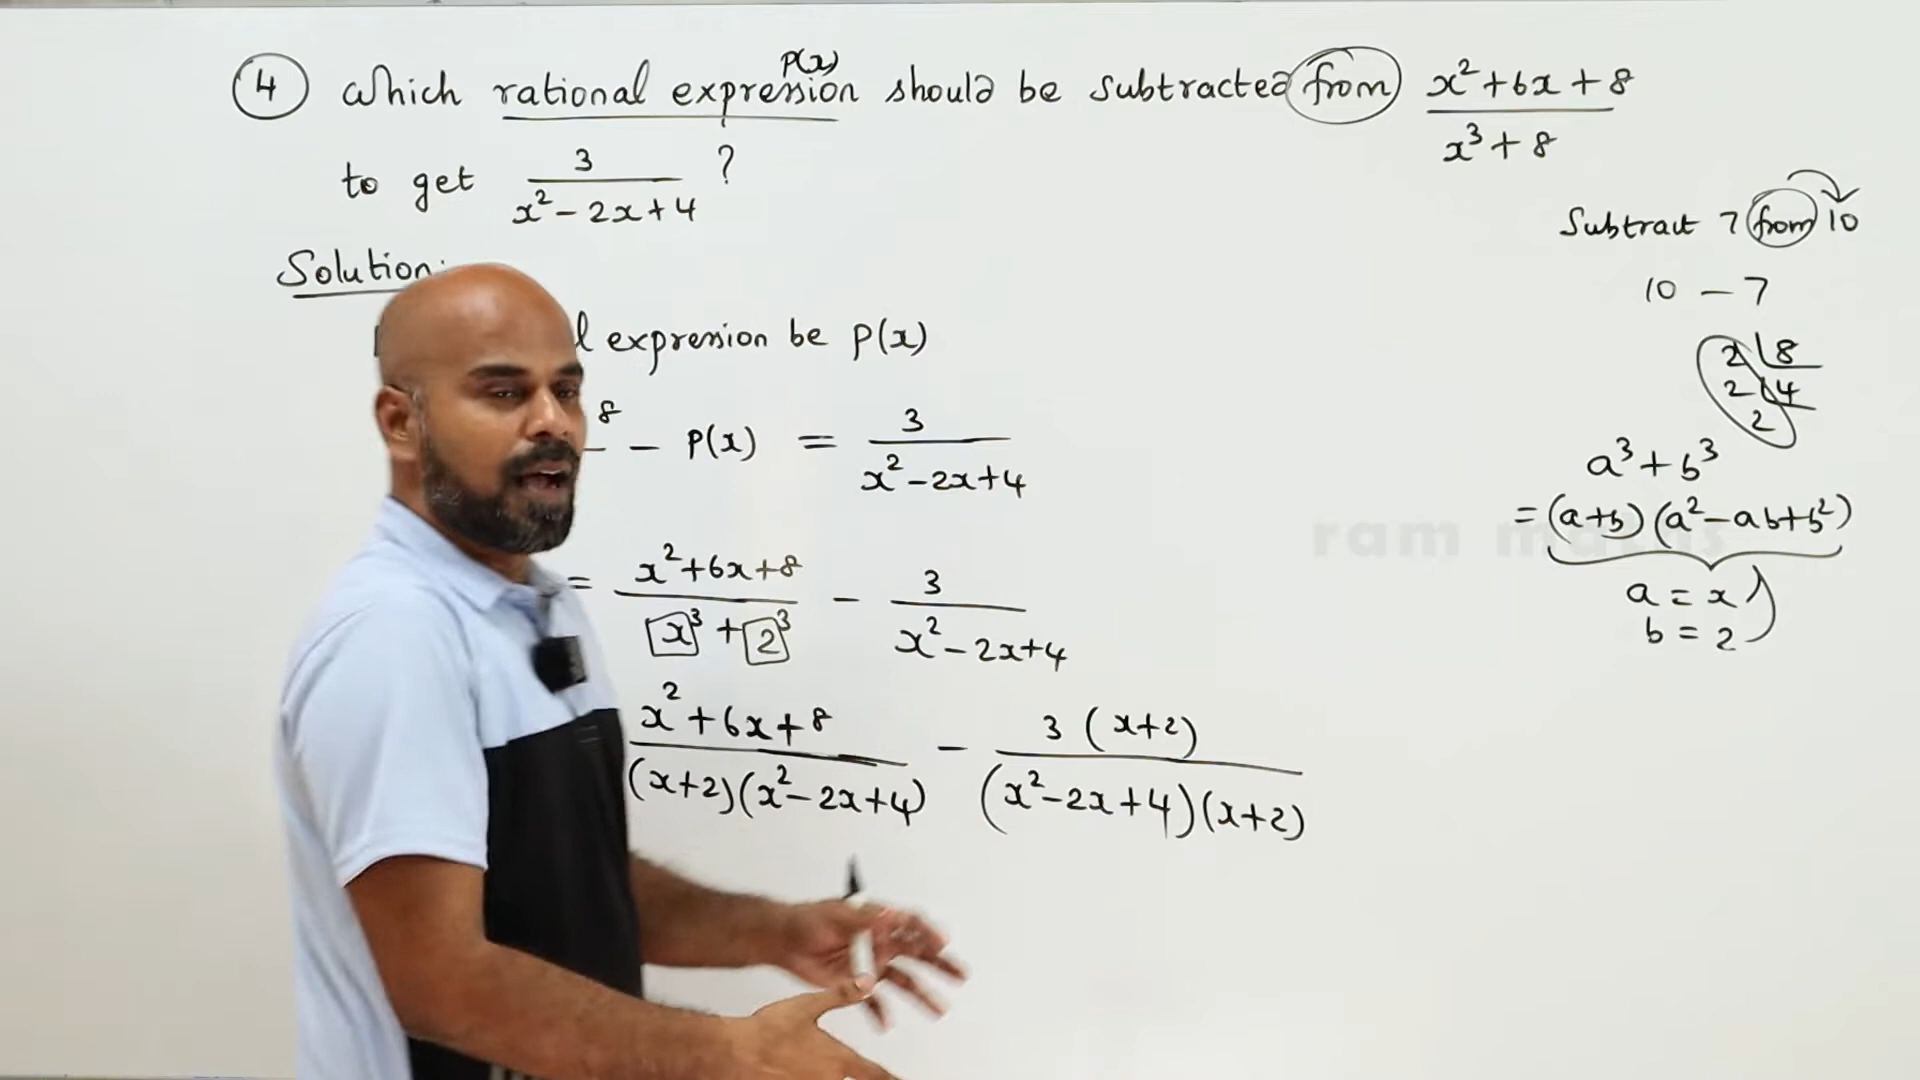 4 Which rational expression should be subtracted from x²+6x+8 / x³+8
P(x)
to get 3 / x²-2x+4 ?
Solution:
expression be P(x)
8 - P(x) = 3 / x²-2x+4
= x²+6x+8 / x³+2³ - 3 / x²-2x+4
x²+6x+8 / (x+2)(x²-2x+4) - 3(x+2) / (x²-2x+4)(x+2)
Subtract 7 from 10
10 - 7
2 | 8
2 | 4
2
a³+b³
=(a+b)(a²-ab+b²)
a = x
b = 2
ram maths